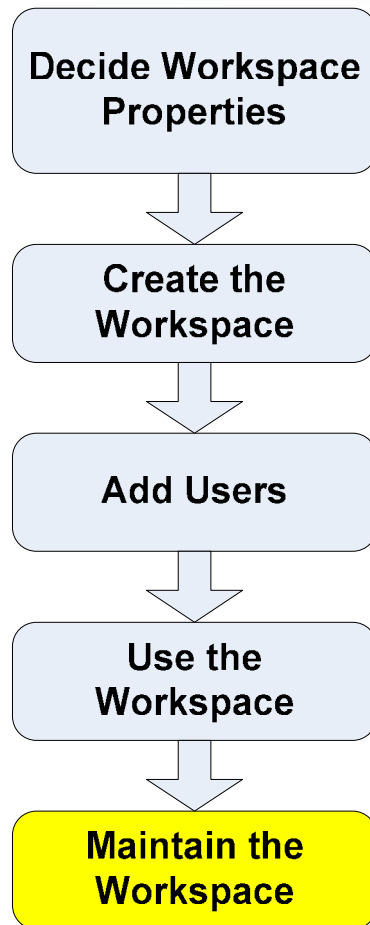 Decide Workspace
Properties
Create the
Workspace
Add Users
Use the
Workspace
Maintain the
Workspace